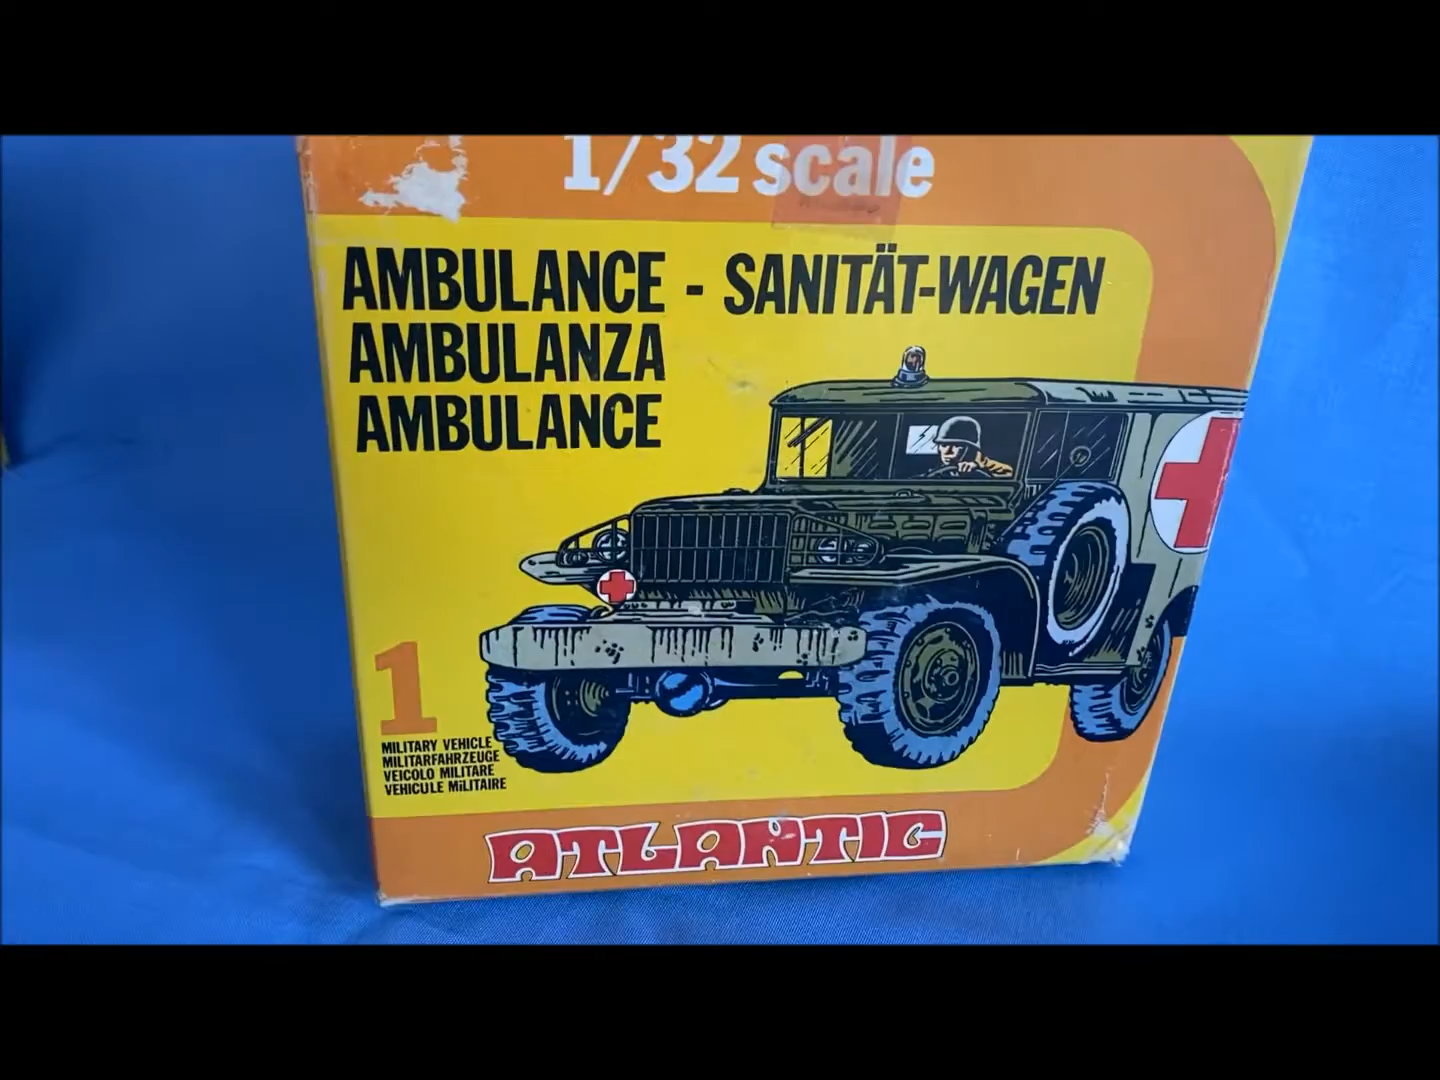 1/32 scale
AMBULANCE - SANITÄT-WAGEN
AMBULANZA
AMBULANCE
1
MILITARY VEHICLE
MILITARFAHRZEUGE
VEICOLO MILITARE
VEHICULE MILITAIRE
ATLANTIC